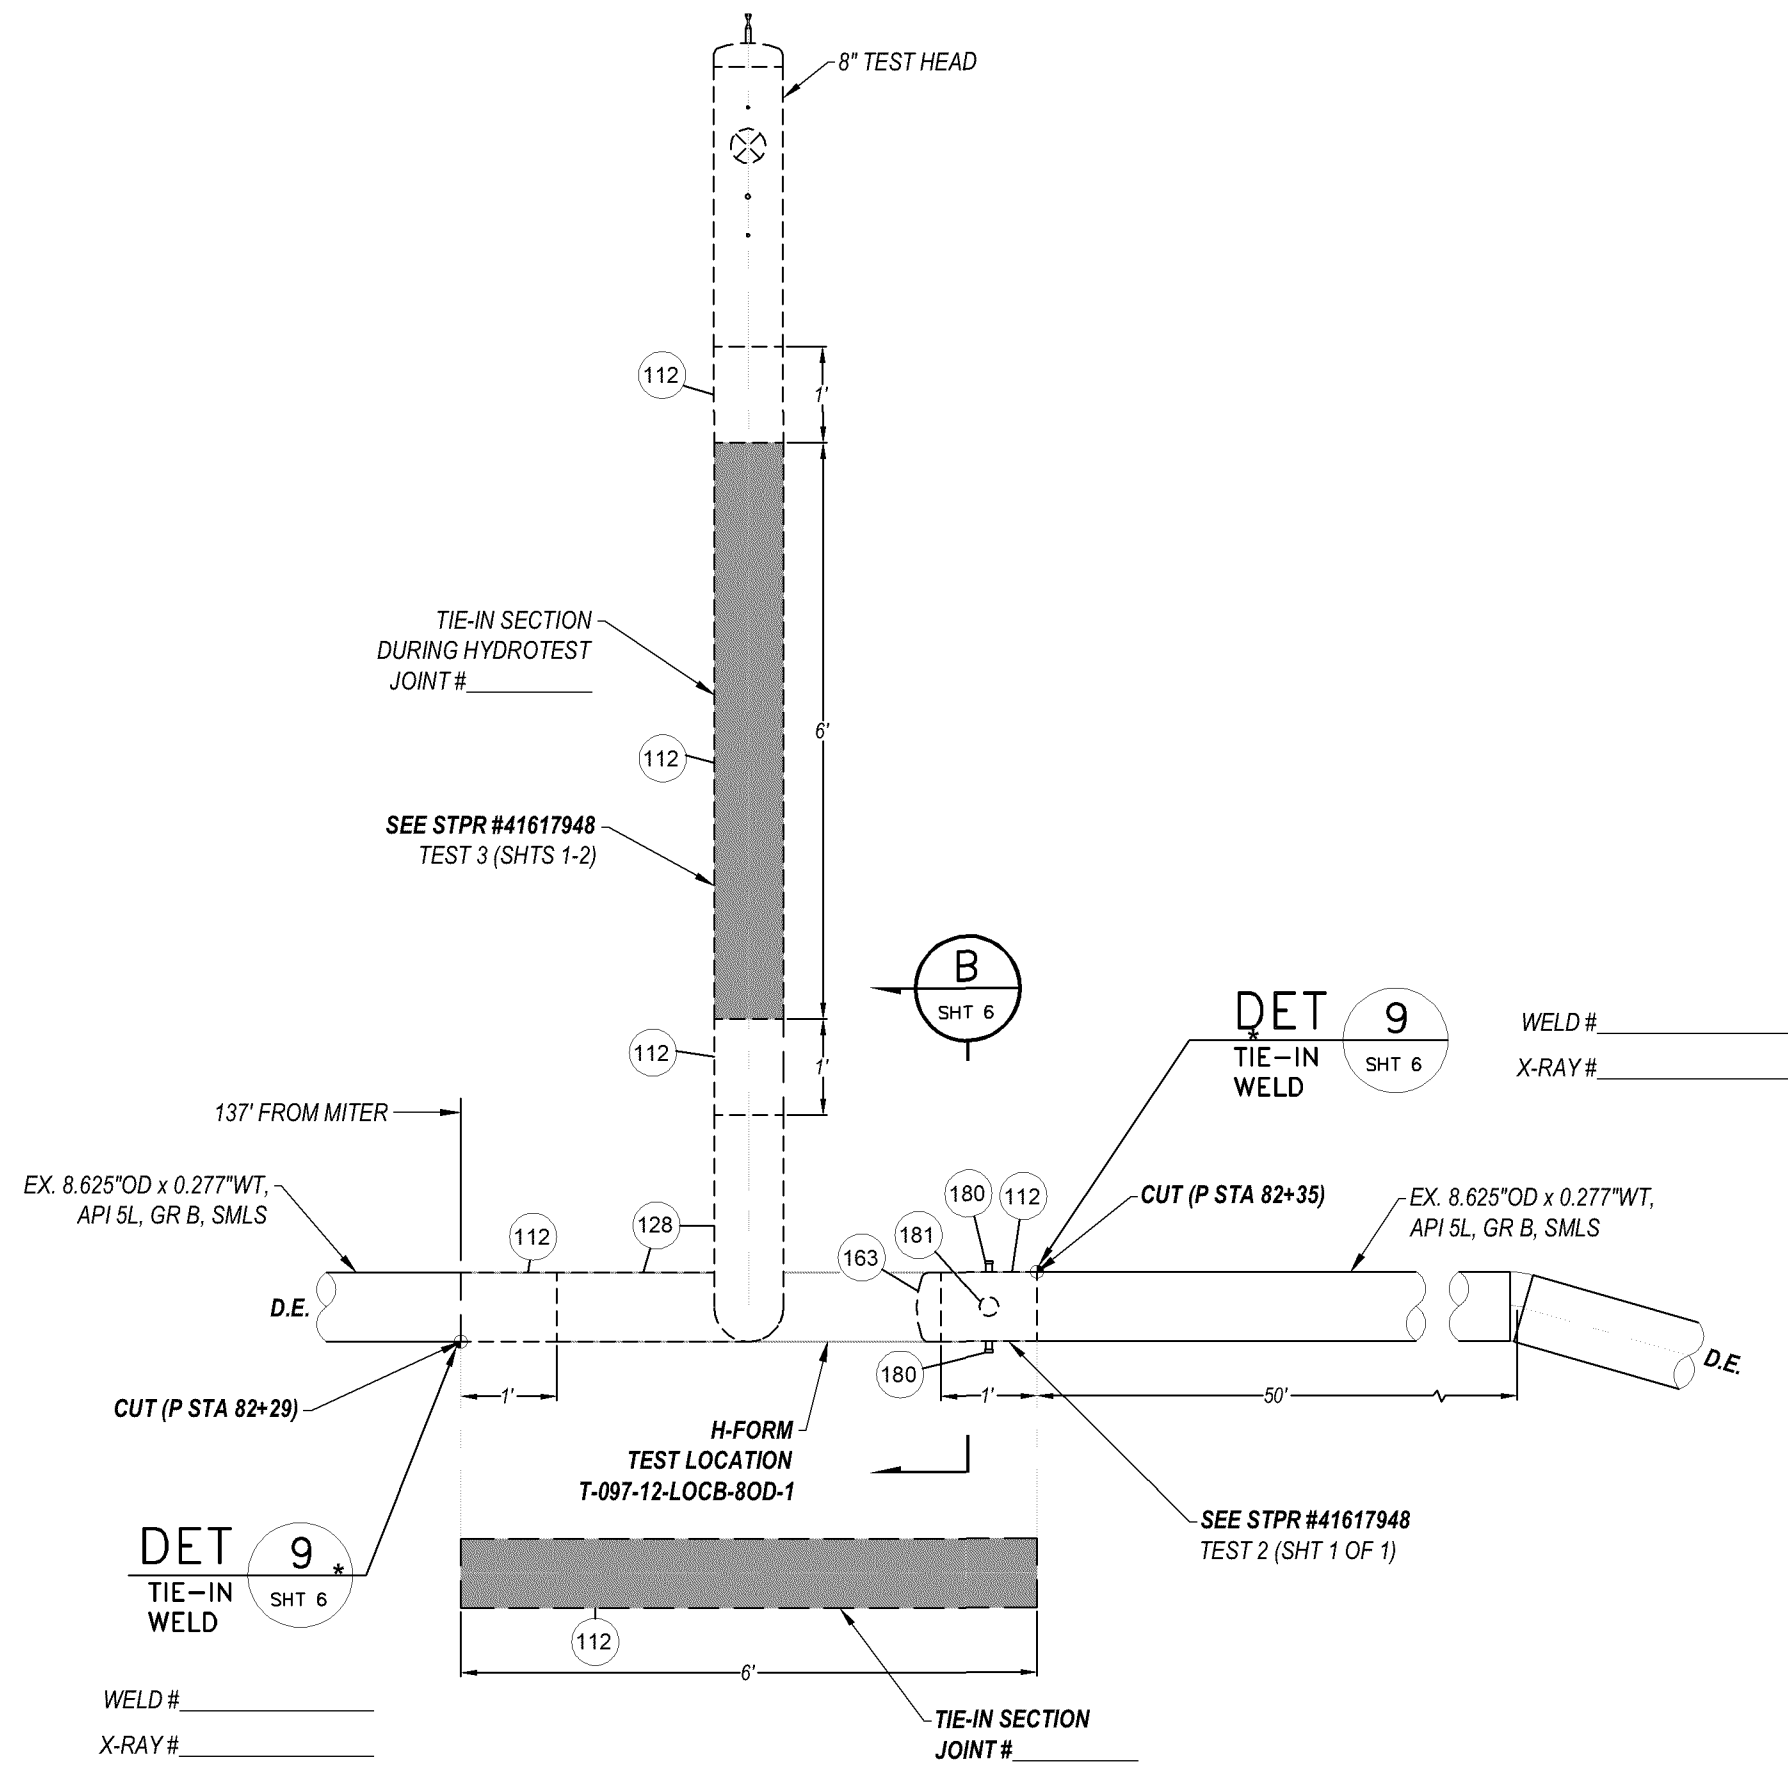 8" TEST HEAD
112
1'
TIE-IN SECTION
DURING HYDROTEST
JOINT #
6'
112
SEE STPR #41617948
TEST 3 (SHTS 1-2)
B
SHT 6
DET
*
TIE-IN
WELD
9
SHT 6
WELD #
X-RAY #
112
1'
137' FROM MITER
EX. 8.625"OD x 0.277"WT,
API 5L, GR B, SMLS
112
128
180
112
181
163
CUT (P STA 82+35)
EX. 8.625"OD x 0.277"WT,
API 5L, GR B, SMLS
D.E.
D.E.
180
1'
1'
50'
CUT (P STA 82+29)
H-FORM
TEST LOCATION
T-097-12-LOCB-8OD-1
SEE STPR #41617948
TEST 2 (SHT 1 OF 1)
DET
TIE-IN
WELD
9
*
SHT 6
112
6'
WELD #
X-RAY #
TIE-IN SECTION
JOINT #